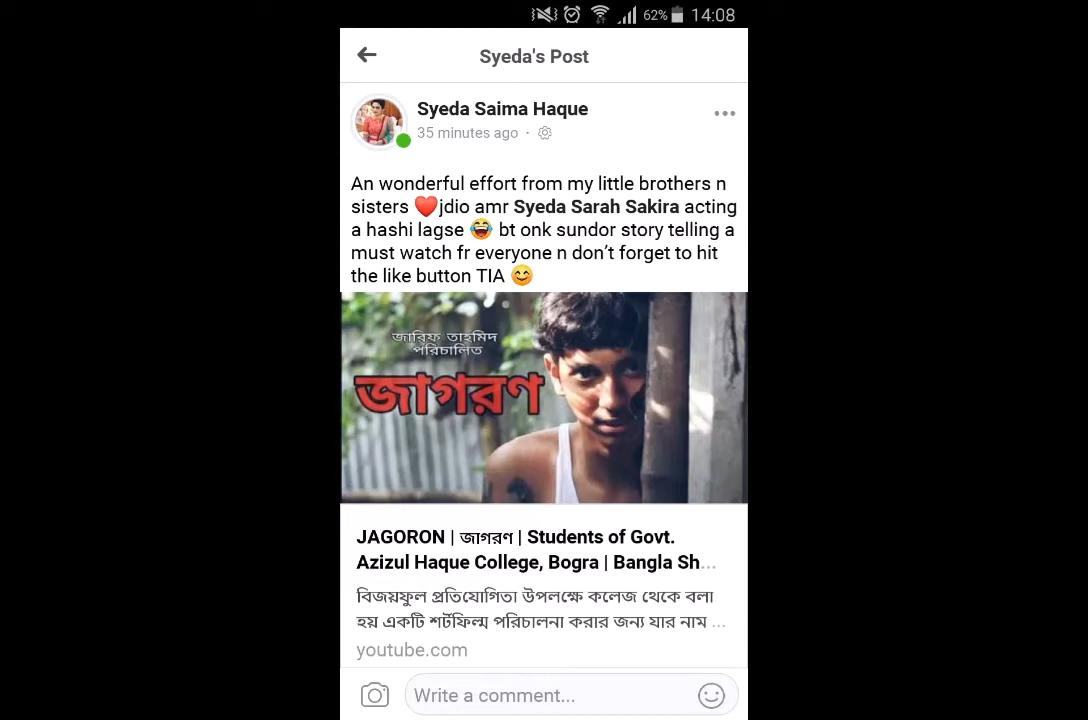 62% 14:08
Syeda's Post
Syeda Saima Haque
35 minutes ago ·
An wonderful effort from my little brothers n
sisters ❤️jdio amr Syeda Sarah Sakira acting
a hashi lagse 😂 bt onk sundor story telling a
must watch fr everyone n don’t forget to hit
the like button TIA 😊
জারিফ তাহমিদ
পরিচালিত
জাগরণ
JAGORON | জাগরণ | Students of Govt.
Azizul Haque College, Bogra | Bangla Sh...
বিজয়ফুল প্রতিযোগিতা উপলক্ষে কলেজ থেকে বলা
হয় একটি শর্টফিল্ম পরিচালনা করার জন্য যার নাম ...
youtube.com
Write a comment...